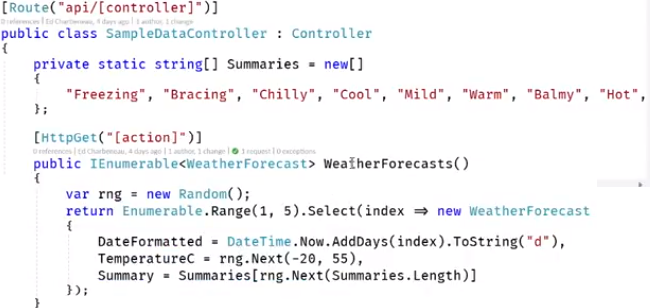 [Route("api/[controller]")]
0 references | Ed Charbeneau, 4 days ago | 1 author, 1 change
public class SampleDataController : Controller
{
private static string[] Summaries = new[]
{
"Freezing", "Bracing", "Chilly", "Cool", "Mild", "Warm", "Balmy", "Hot",
};
[HttpGet("[action]")]
0 references | Ed Charbeneau, 4 days ago | 1 author, 1 change | 1 request | 0 exceptions
public IEnumerable<WeatherForecast> WeatherForecasts()
{
var rng = new Random();
return Enumerable.Range(1, 5).Select(index => new WeatherForecast
{
DateFormatted = DateTime.Now.AddDays(index).ToString("d"),
TemperatureC = rng.Next(-20, 55),
Summary = Summaries[rng.Next(Summaries.Length)]
});
}